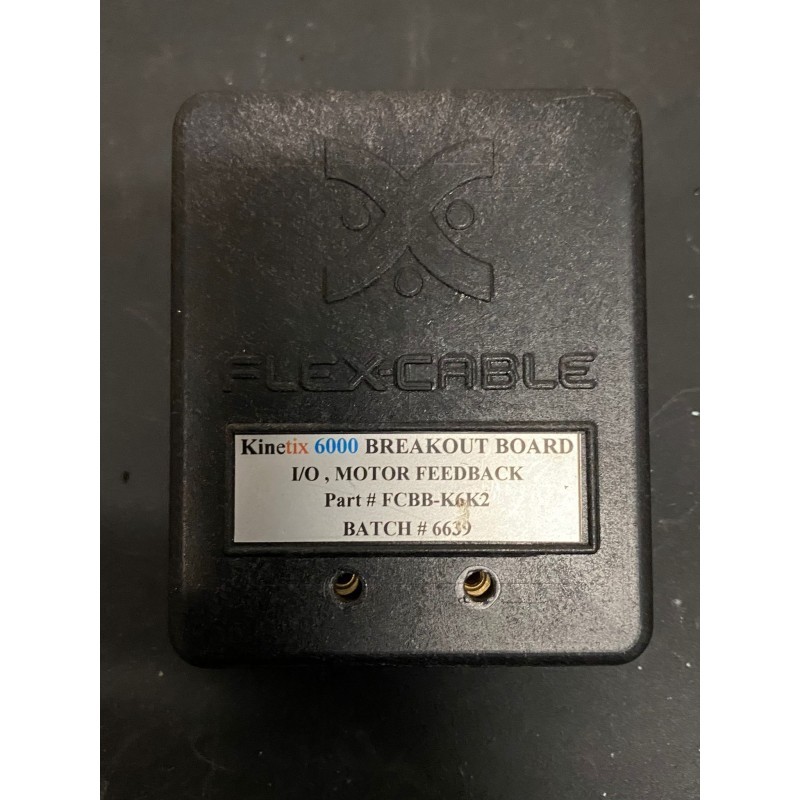 FLEX-CABLE
Kinetix 6000 BREAKOUT BOARD
I/O , MOTOR FEEDBACK
Part # FCBB-K6K2
BATCH # 6639